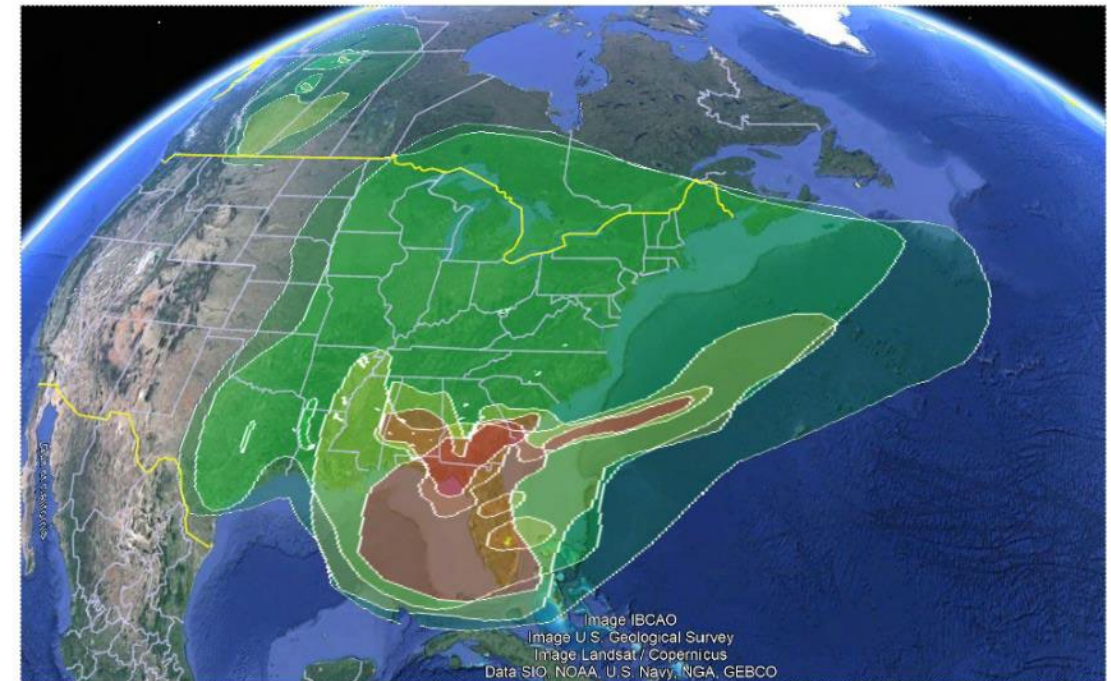 Image IBCAO
Image U.S. Geological Survey
Image Landsat / Copernicus
Data SIO, NOAA, U.S. Navy, NGA, GEBCO